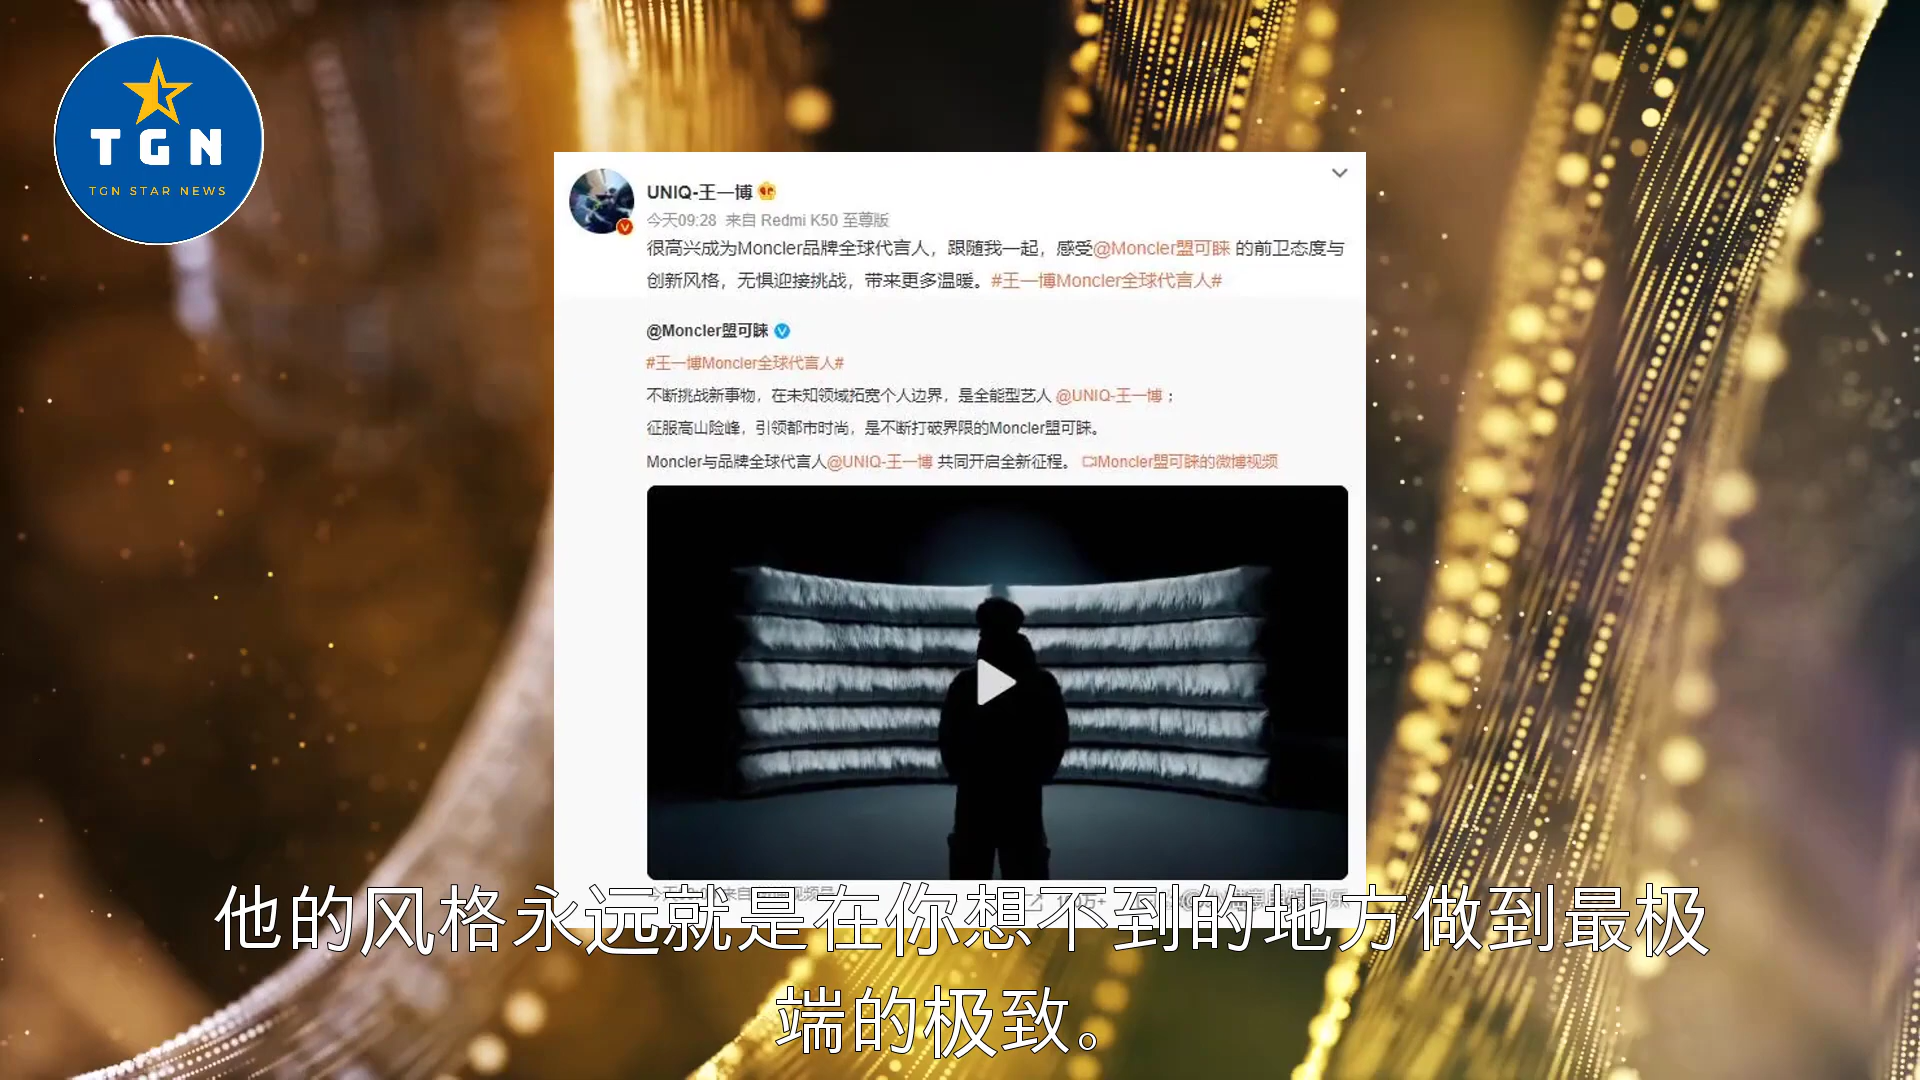 TGN
TGN STAR NEWS
UNIQ-王一博
今天09:28 来自 Redmi K50 至尊版
很高兴成为Moncler品牌全球代言人，跟随我一起，感受@Moncler盟可睐 的前卫态度与
创新风格，无惧迎接挑战，带来更多温暖。#王一博Moncler全球代言人#
@Moncler盟可睐
#王一博Moncler全球代言人#
不断挑战新事物，在未知领域拓宽个人边界，是全能型艺人 @UNIQ-王一博；
征服高山险峰，引领都市时尚，是不断打破界限的Moncler盟可睐。
Moncler与品牌全球代言人@UNIQ-王一博 共同开启全新征程。 Moncler盟可睐的微博视频
他的风格永远就是在你想不到的地方做到最极
端的极致。